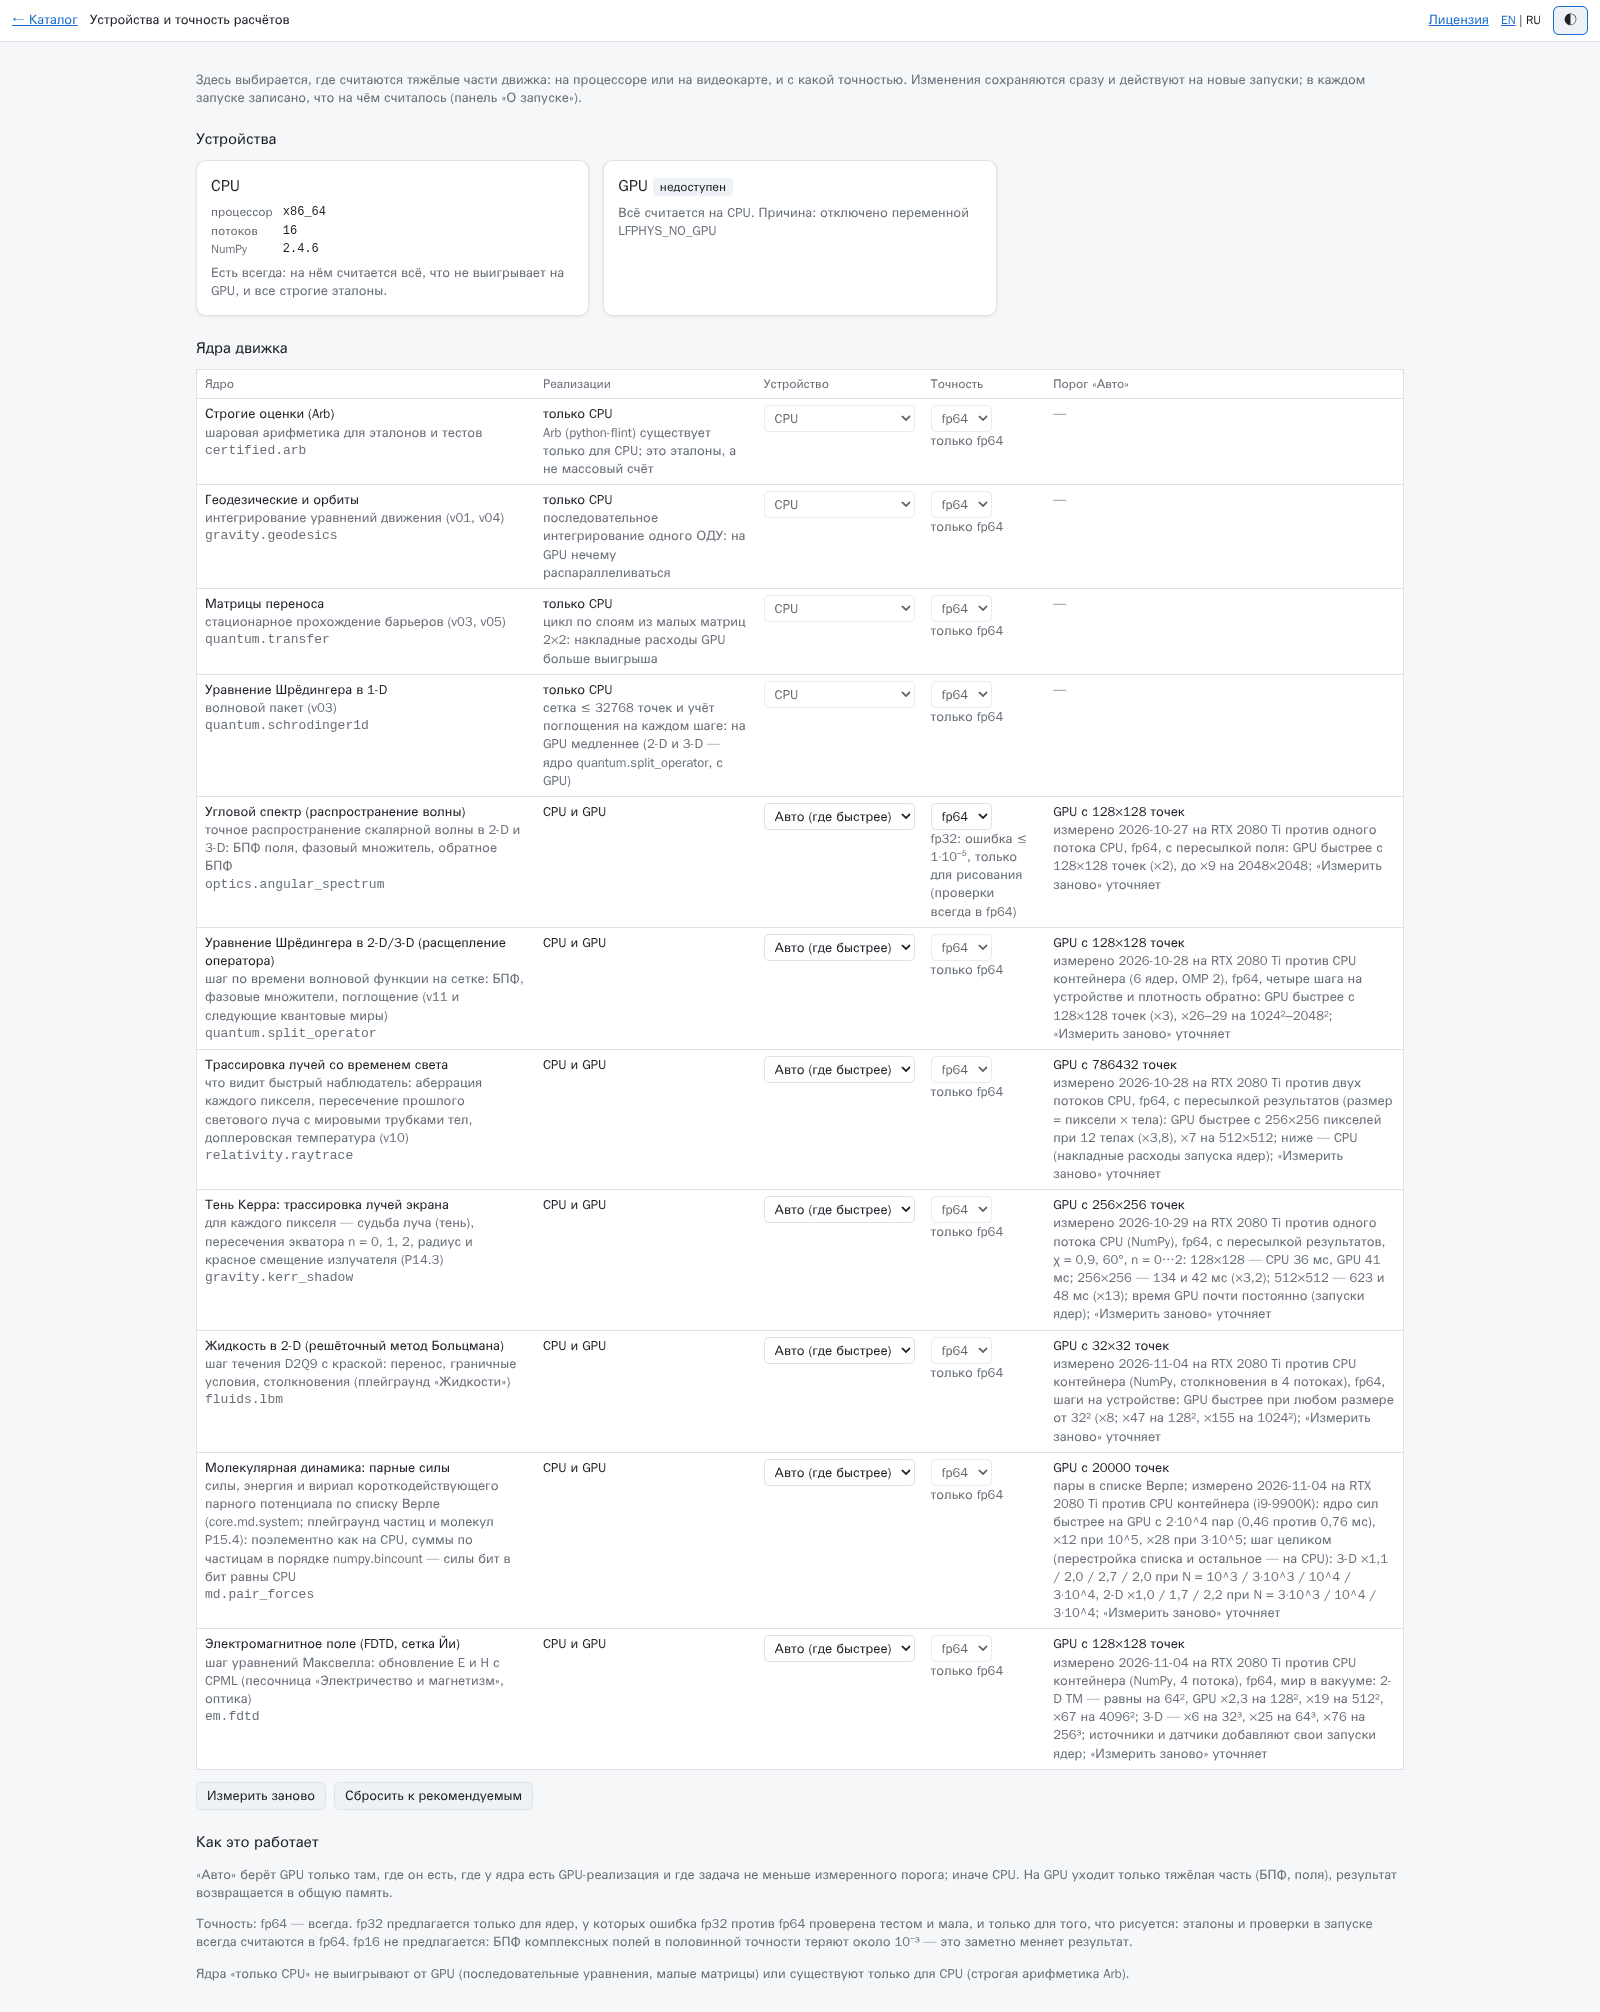 ← Каталог Устройства и точность расчётов Лицензия EN | RU
Здесь выбирается, где считаются тяжёлые части движка: на процессоре или на видеокарте, и с какой точностью. Изменения сохраняются сразу и действуют на новые запуски; в каждом
запуске записано, что на чём считалось (панель «О запуске»).
Устройства
CPU
процессор x86_64
потоков 16
NumPy 2.4.6
Есть всегда: на нём считается всё, что не выигрывает на
GPU, и все строгие эталоны.
GPU недоступен
Всё считается на CPU. Причина: отключено переменной
LFPHYS_NO_GPU
Ядра движка
Ядро Реализации Устройство Точность Порог «Авто»
Строгие оценки (Arb)
шаровая арифметика для эталонов и тестов
certified.arb
только CPU
Arb (python-flint) существует
только для CPU; это эталоны, а
не массовый счёт
CPU
fp64
только fp64
—
Геодезические и орбиты
интегрирование уравнений движения (v01, v04)
gravity.geodesics
только CPU
последовательное
интегрирование одного ОДУ: на
GPU нечему
распараллеливаться
CPU
fp64
только fp64
—
Матрицы переноса
стационарное прохождение барьеров (v03, v05)
quantum.transfer
только CPU
цикл по слоям из малых матриц
2×2: накладные расходы GPU
больше выигрыша
CPU
fp64
только fp64
—
Уравнение Шрёдингера в 1-D
волновой пакет (v03)
quantum.schrodinger1d
только CPU
сетка ≤ 32768 точек и учёт
поглощения на каждом шаге: на
GPU медленнее (2-D и 3-D —
ядро quantum.split_operator, с
GPU)
CPU
fp64
только fp64
—
Угловой спектр (распространение волны)
точное распространение скалярной волны в 2-D и
3-D: БПФ поля, фазовый множитель, обратное
БПФ
optics.angular_spectrum
CPU и GPU
Авто (где быстрее)
fp64
fp32: ошибка ≤
1·10⁻⁵, только
для рисования
(проверки
всегда в fp64)
GPU с 128×128 точек
измерено 2026-10-27 на RTX 2080 Ti против одного
потока CPU, fp64, с пересылкой поля: GPU быстрее с
128×128 точек (×2), до ×9 на 2048×2048; «Измерить
заново» уточняет
Уравнение Шрёдингера в 2-D/3-D (расщепление
оператора)
шаг по времени волновой функции на сетке: БПФ,
фазовые множители, поглощение (v11 и
следующие квантовые миры)
quantum.split_operator
CPU и GPU
Авто (где быстрее)
fp64
только fp64
GPU с 128×128 точек
измерено 2026-10-28 на RTX 2080 Ti против CPU
контейнера (6 ядер, OMP 2), fp64, четыре шага на
устройстве и плотность обратно: GPU быстрее с
128×128 точек (×3), ×26—29 на 1024²—2048²;
«Измерить заново» уточняет
Трассировка лучей со временем света
что видит быстрый наблюдатель: аберрация
каждого пикселя, пересечение прошлого
светового луча с мировыми трубками тел,
доплеровская температура (v10)
relativity.raytrace
CPU и GPU
Авто (где быстрее)
fp64
только fp64
GPU с 786432 точек
измерено 2026-10-28 на RTX 2080 Ti против двух
потоков CPU, fp64, с пересылкой результатов (размер
= пиксели × тела): GPU быстрее с 256×256 пикселей
при 12 телах (×3,8), ×7 на 512×512; ниже — CPU
(накладные расходы запуска ядер); «Измерить
заново» уточняет
Тень Керра: трассировка лучей экрана
для каждого пикселя — судьба луча (тень),
пересечения экватора n = 0, 1, 2, радиус и
красное смещение излучателя (P14.3)
gravity.kerr_shadow
CPU и GPU
Авто (где быстрее)
fp64
только fp64
GPU с 256×256 точек
измерено 2026-10-29 на RTX 2080 Ti против одного
потока CPU (NumPy), fp64, с пересылкой результатов,
χ = 0,9, 60°, n = 0…2: 128×128 — CPU 36 мс, GPU 41
мс; 256×256 — 134 и 42 мс (×3,2); 512×512 — 623 и
48 мс (×13); время GPU почти постоянно (запуски
ядер); «Измерить заново» уточняет
Жидкость в 2-D (решёточный метод Больцмана)
шаг течения D2Q9 с краской: перенос, граничные
условия, столкновения (плейграунд «Жидкости»)
fluids.lbm
CPU и GPU
Авто (где быстрее)
fp64
только fp64
GPU с 32×32 точек
измерено 2026-11-04 на RTX 2080 Ti против CPU
контейнера (NumPy, столкновения в 4 потоках), fp64,
шаги на устройстве: GPU быстрее при любом размере
от 32² (×8; ×47 на 128², ×155 на 1024²); «Измерить
заново» уточняет
Молекулярная динамика: парные силы
силы, энергия и вириал короткодействующего
парного потенциала по списку Верле
(core.md.system; плейграунд частиц и молекул
P15.4): поэлементно как на CPU, суммы по
частицам в порядке numpy.bincount — силы бит в
бит равны CPU
md.pair_forces
CPU и GPU
Авто (где быстрее)
fp64
только fp64
GPU с 20000 точек
пары в списке Верле; измерено 2026-11-04 на RTX
2080 Ti против CPU контейнера (i9-9900K): ядро сил
быстрее на GPU с 2·10^4 пар (0,46 против 0,76 мс),
×12 при 10^5, ×28 при 3·10^5; шаг целиком
(перестройка списка и остальное — на CPU): 3-D ×1,1
/ 2,0 / 2,7 / 2,0 при N = 10^3 / 3·10^3 / 10^4 /
3·10^4, 2-D ×1,0 / 1,7 / 2,2 при N = 3·10^3 / 10^4 /
3·10^4; «Измерить заново» уточняет
Электромагнитное поле (FDTD, сетка Йи)
шаг уравнений Максвелла: обновление E и H с
CPML (песочница «Электричество и магнетизм»,
оптика)
em.fdtd
CPU и GPU
Авто (где быстрее)
fp64
только fp64
GPU с 128×128 точек
измерено 2026-11-04 на RTX 2080 Ti против CPU
контейнера (NumPy, 4 потока), fp64, мир в вакууме: 2-
D TM — равны на 64², GPU ×2,3 на 128², ×19 на 512²,
×67 на 4096²; 3-D — ×6 на 32³, ×25 на 64³, ×76 на
256³; источники и датчики добавляют свои запуски
ядер; «Измерить заново» уточняет
Измерить заново Сбросить к рекомендуемым
Как это работает
«Авто» берёт GPU только там, где он есть, где у ядра есть GPU-реализация и где задача не меньше измеренного порога; иначе CPU. На GPU уходит только тяжёлая часть (БПФ, поля), результат
возвращается в общую память.
Точность: fp64 — всегда. fp32 предлагается только для ядер, у которых ошибка fp32 против fp64 проверена тестом и мала, и только для того, что рисуется: эталоны и проверки в запуске
всегда считаются в fp64. fp16 не предлагается: БПФ комплексных полей в половинной точности теряют около 10⁻³ — это заметно меняет результат.
Ядра «только CPU» не выигрывают от GPU (последовательные уравнения, малые матрицы) или существуют только для CPU (строгая арифметика Arb).